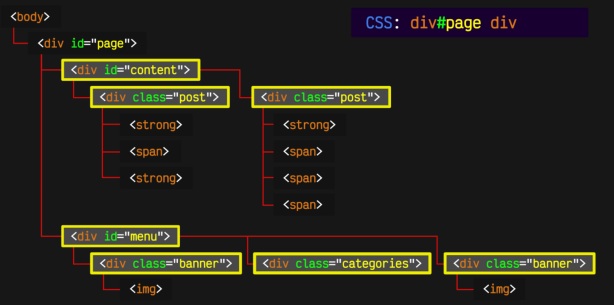 <body>
CSS: div#page div
<div id="page">
<div id="content">
<div class="post"> <div class="post">
<strong> <strong>
<span> <span>
<strong> <span>
<span>
<div id="menu">
<div class="banner"> <div class="categories"> <div class="banner">
<img> <img>